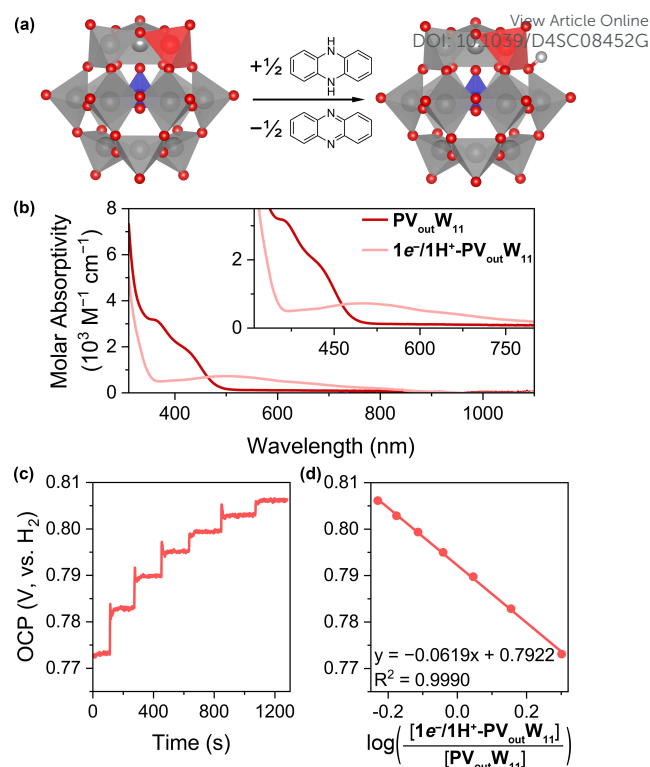 (a)
View Article Online
DOI: 10.1039/D4SC08452G
+½
H
N
N
H
−½
N
N
(b)
Molar Absorptivity
(10³ M⁻¹ cm⁻¹)
8
6
4
2
0
400
600
800
1000
Wavelength (nm)
2
0
450
600
750
PV_outW₁₁
1e⁻/1H⁺-PV_outW₁₁
(c)
OCP (V, vs. H₂)
0.81
0.80
0.79
0.78
0.77
0
400
800
1200
Time (s)
(d)
0.81
0.80
0.79
0.78
0.77
y = −0.0619x + 0.7922
R² = 0.9990
-0.2
0.0
0.2
log([1e⁻/1H⁺-PV_outW₁₁]
[PV_outW₁₁])